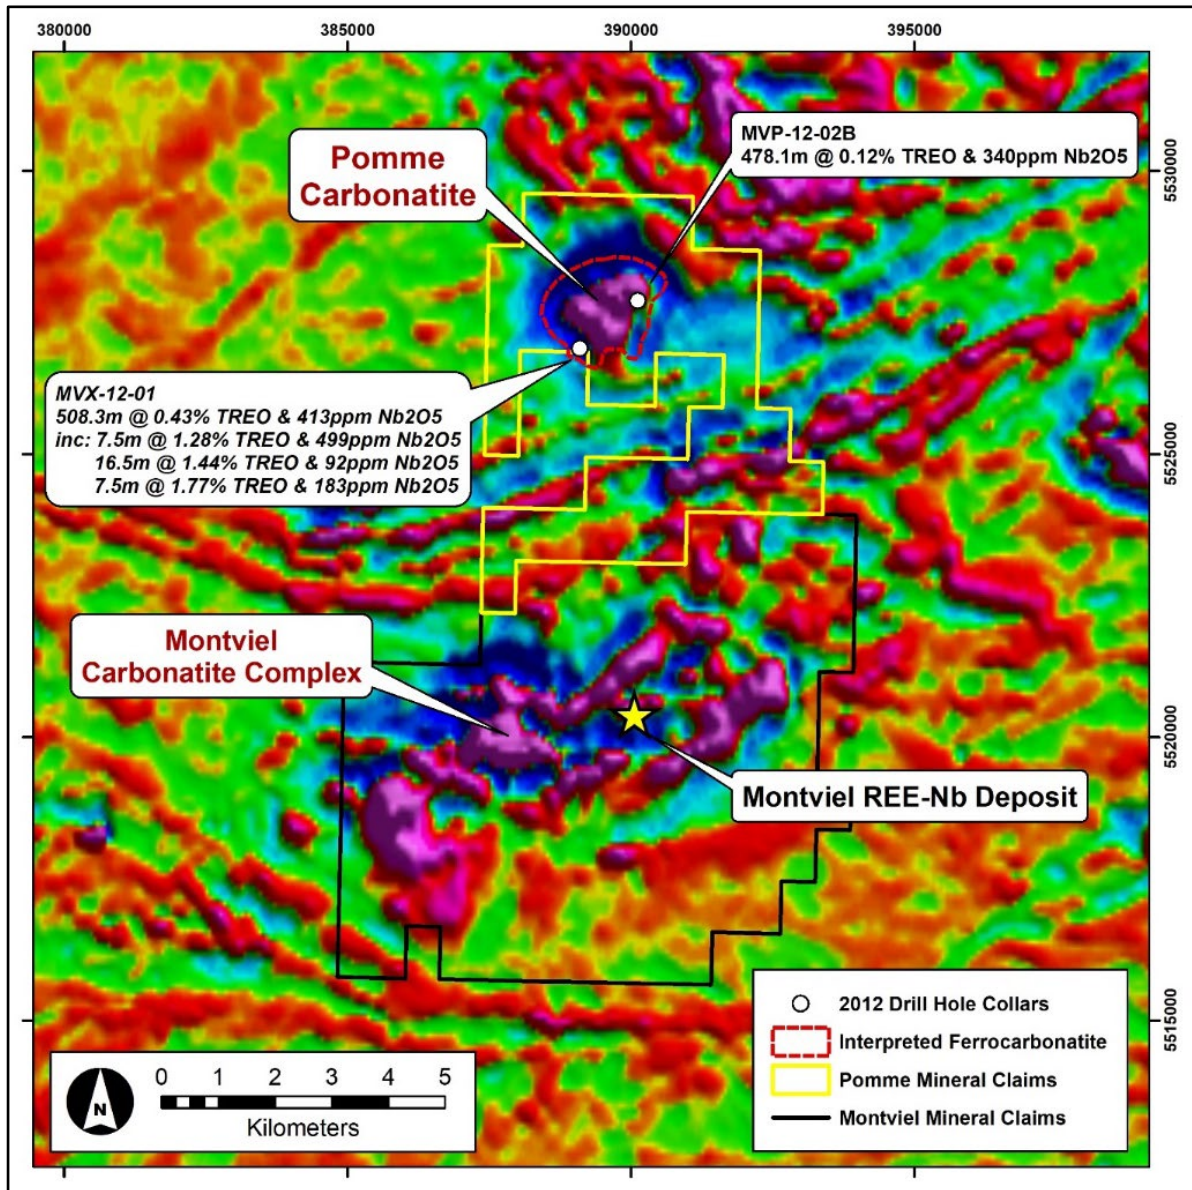 380000
385000
390000
395000
MVP-12-02B
478.1m @ 0.12% TREO & 340ppm Nb2O5
Pomme
Carbonatite
5530000
MVX-12-01
508.3m @ 0.43% TREO & 413ppm Nb2O5
inc: 7.5m @ 1.28% TREO & 499ppm Nb2O5
16.5m @ 1.44% TREO & 92ppm Nb2O5
7.5m @ 1.77% TREO & 183ppm Nb2O5
5525000
Montviel
Carbonatite Complex
5520000
Montviel REE-Nb Deposit
5515000
2012 Drill Hole Collars
Interpreted Ferrocarbonatite
Pomme Mineral Claims
Montviel Mineral Claims
N
0 1 2 3 4 5
Kilometers